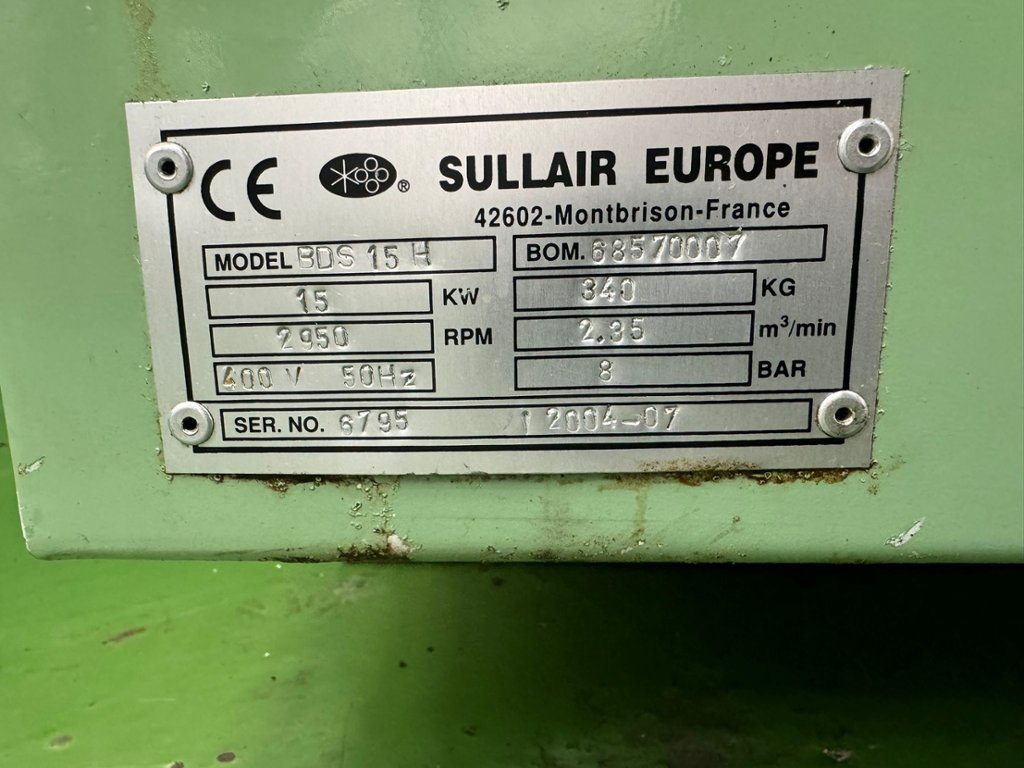 CE ® SULLAIR EUROPE
42602-Montbrison-France
MODEL BDS 15 H BOM. 68570007
15 KW 340 KG
2950 RPM 2.35 m³/min
400 V 50Hz 8 BAR
SER. NO. 6795 / 2004-07